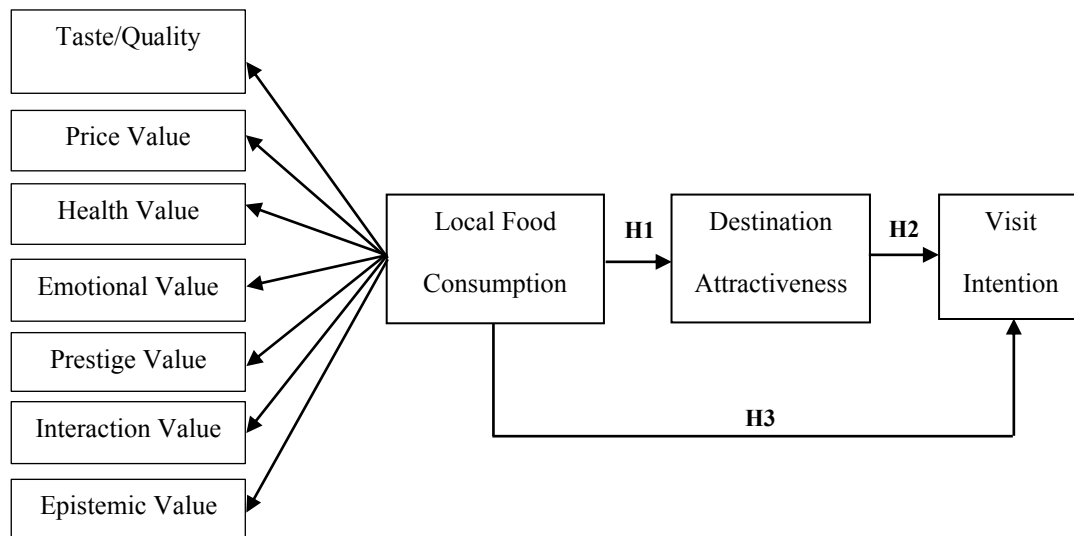 Taste/Quality
Price Value
Health Value
Emotional Value
Prestige Value
Interaction Value
Epistemic Value
Local Food
Consumption
H1
Destination
Attractiveness
H2
Visit
Intention
H3